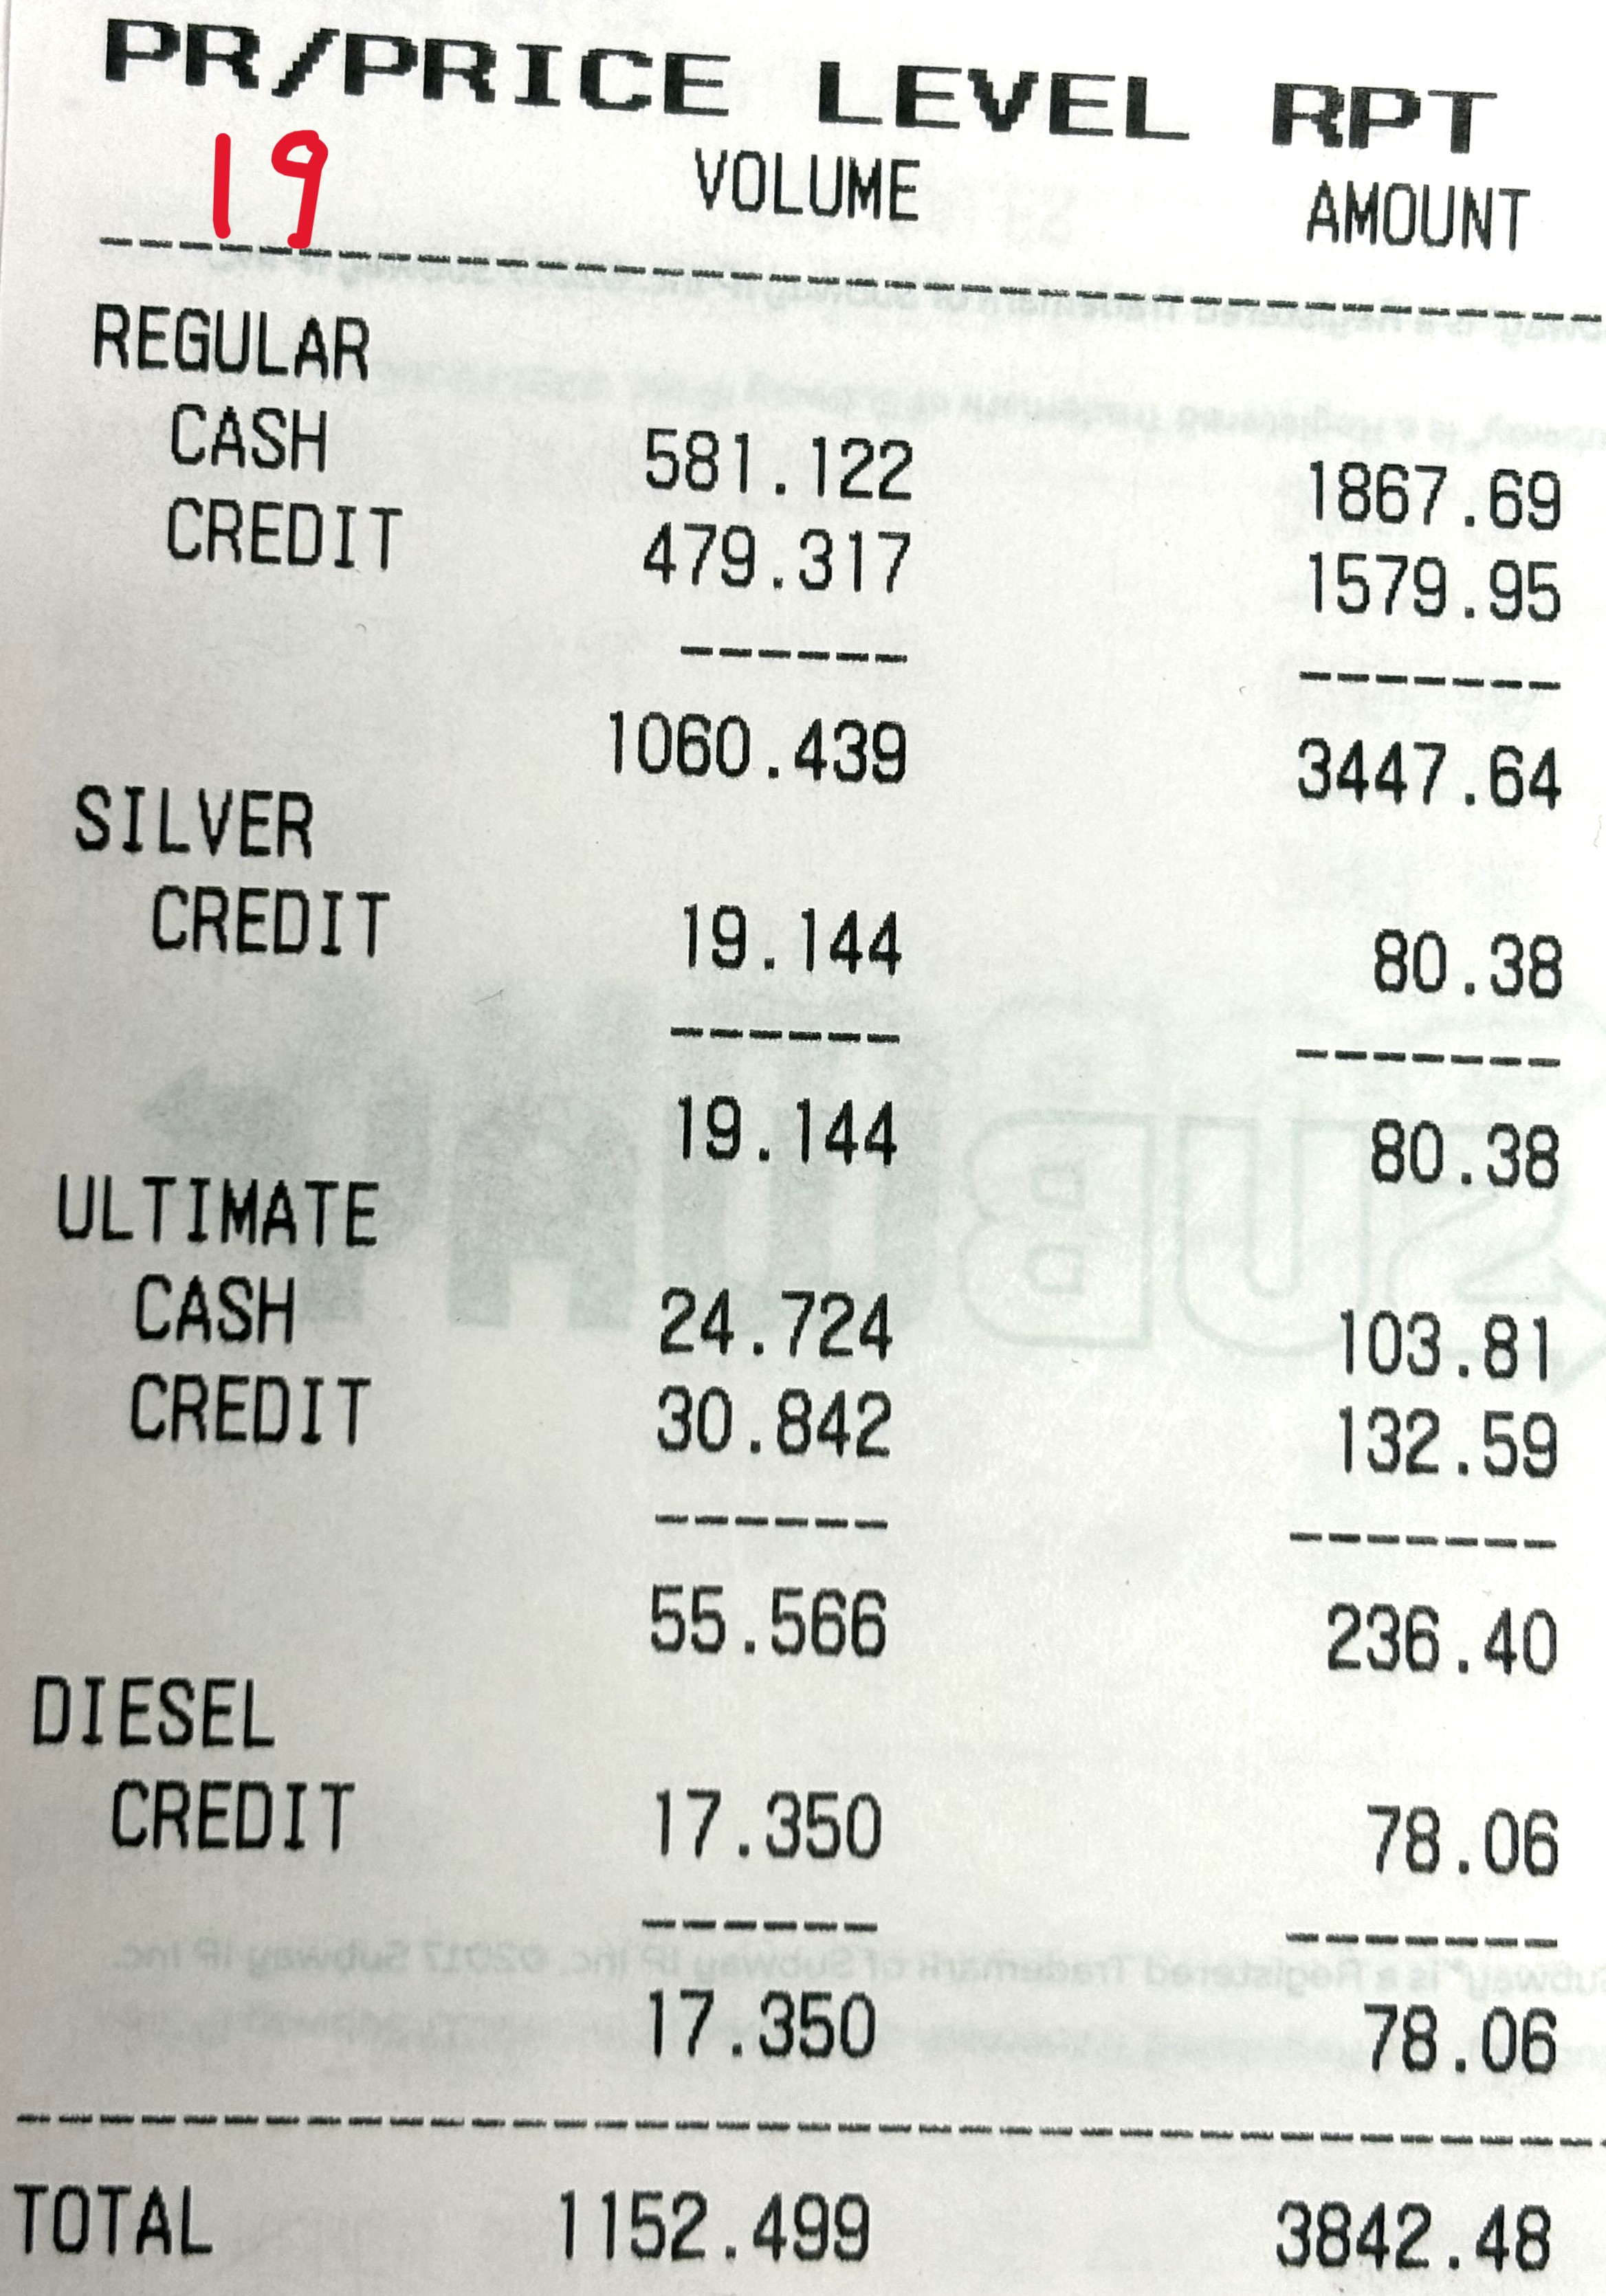 PR/PRICE LEVEL RPT
19 VOLUME AMOUNT
REGULAR
CASH 581.122 1867.69
CREDIT 479.317 1579.95
1060.439 3447.64
SILVER
CREDIT 19.144 80.38
19.144 80.38
ULTIMATE
CASH 24.724 103.81
CREDIT 30.842 132.59
55.566 236.40
DIESEL
CREDIT 17.350 78.06
17.350 78.06
Subway® is a Registered Trademark of Subway IP Inc. ©2017 Subway IP Inc.
TOTAL 1152.499 3842.48